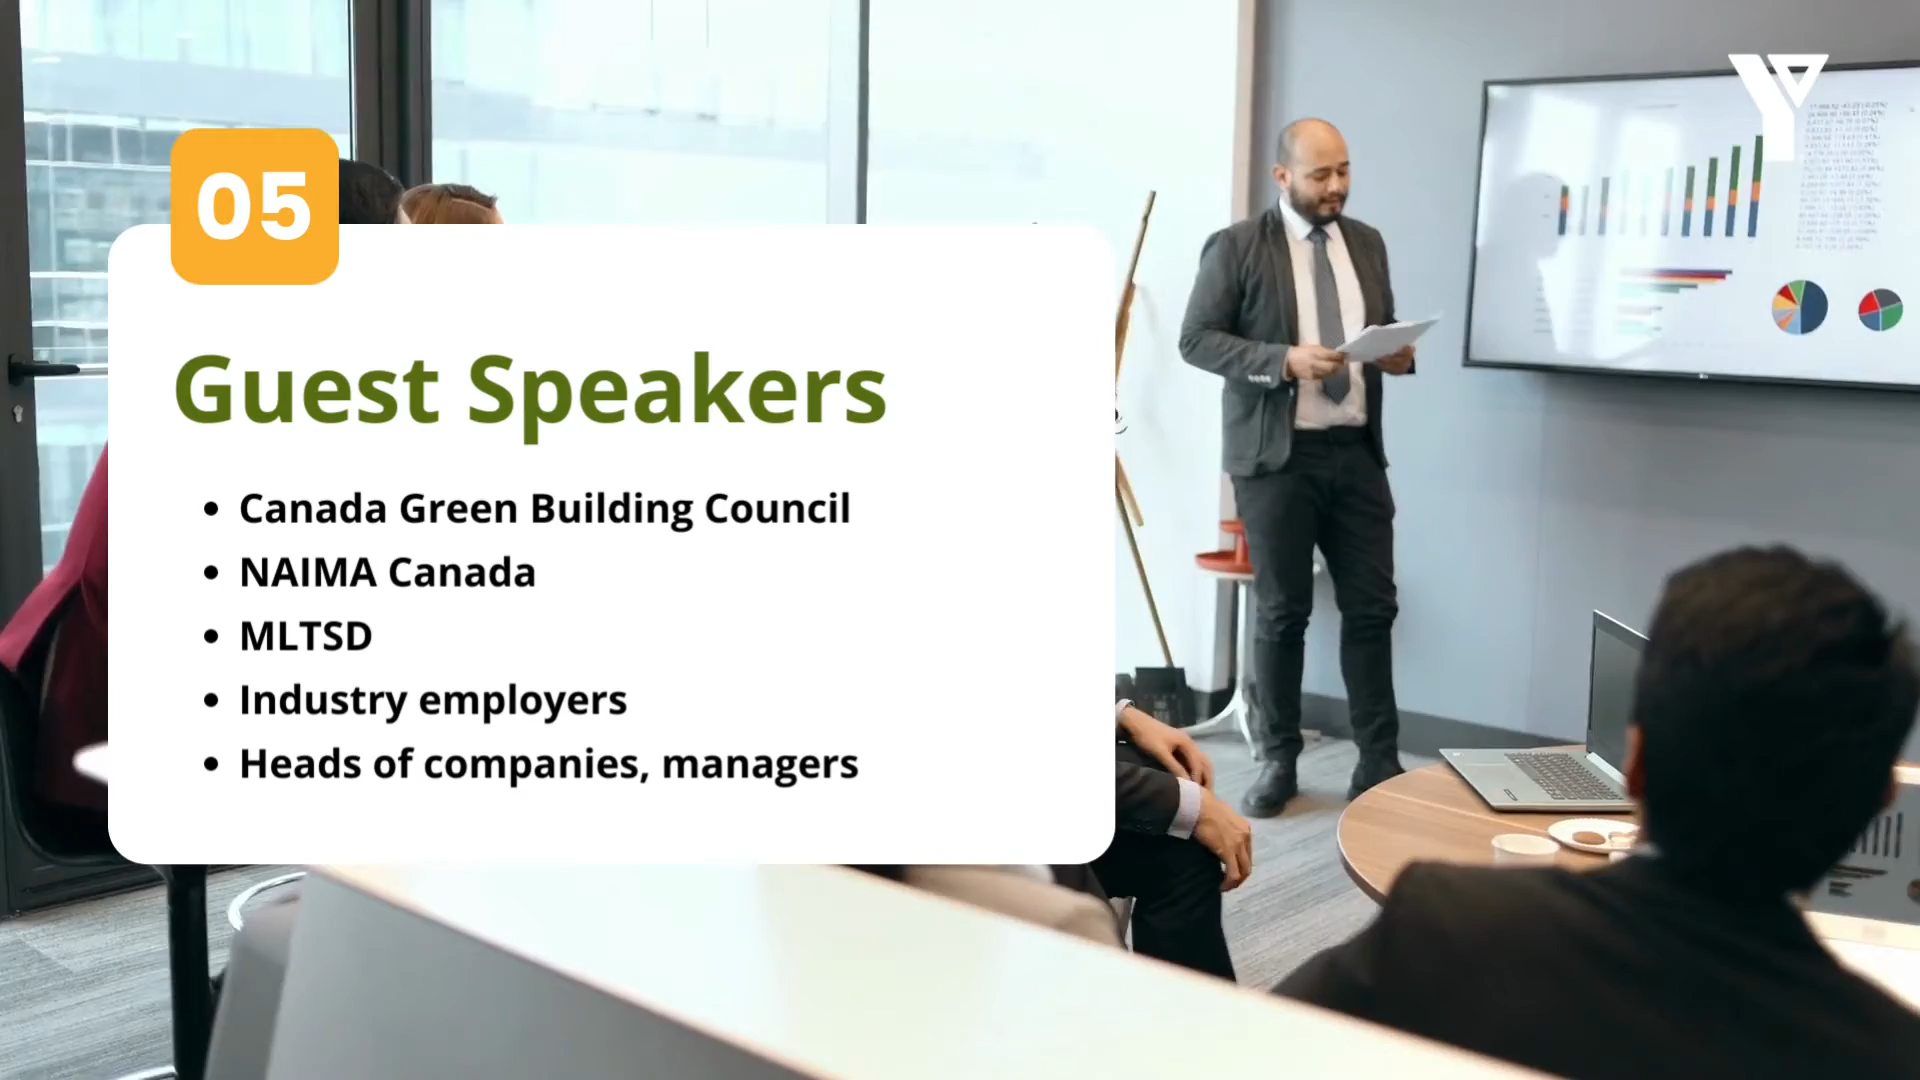 05
Guest Speakers
• Canada Green Building Council
• NAIMA Canada
• MLTSD
• Industry employers
• Heads of companies, managers